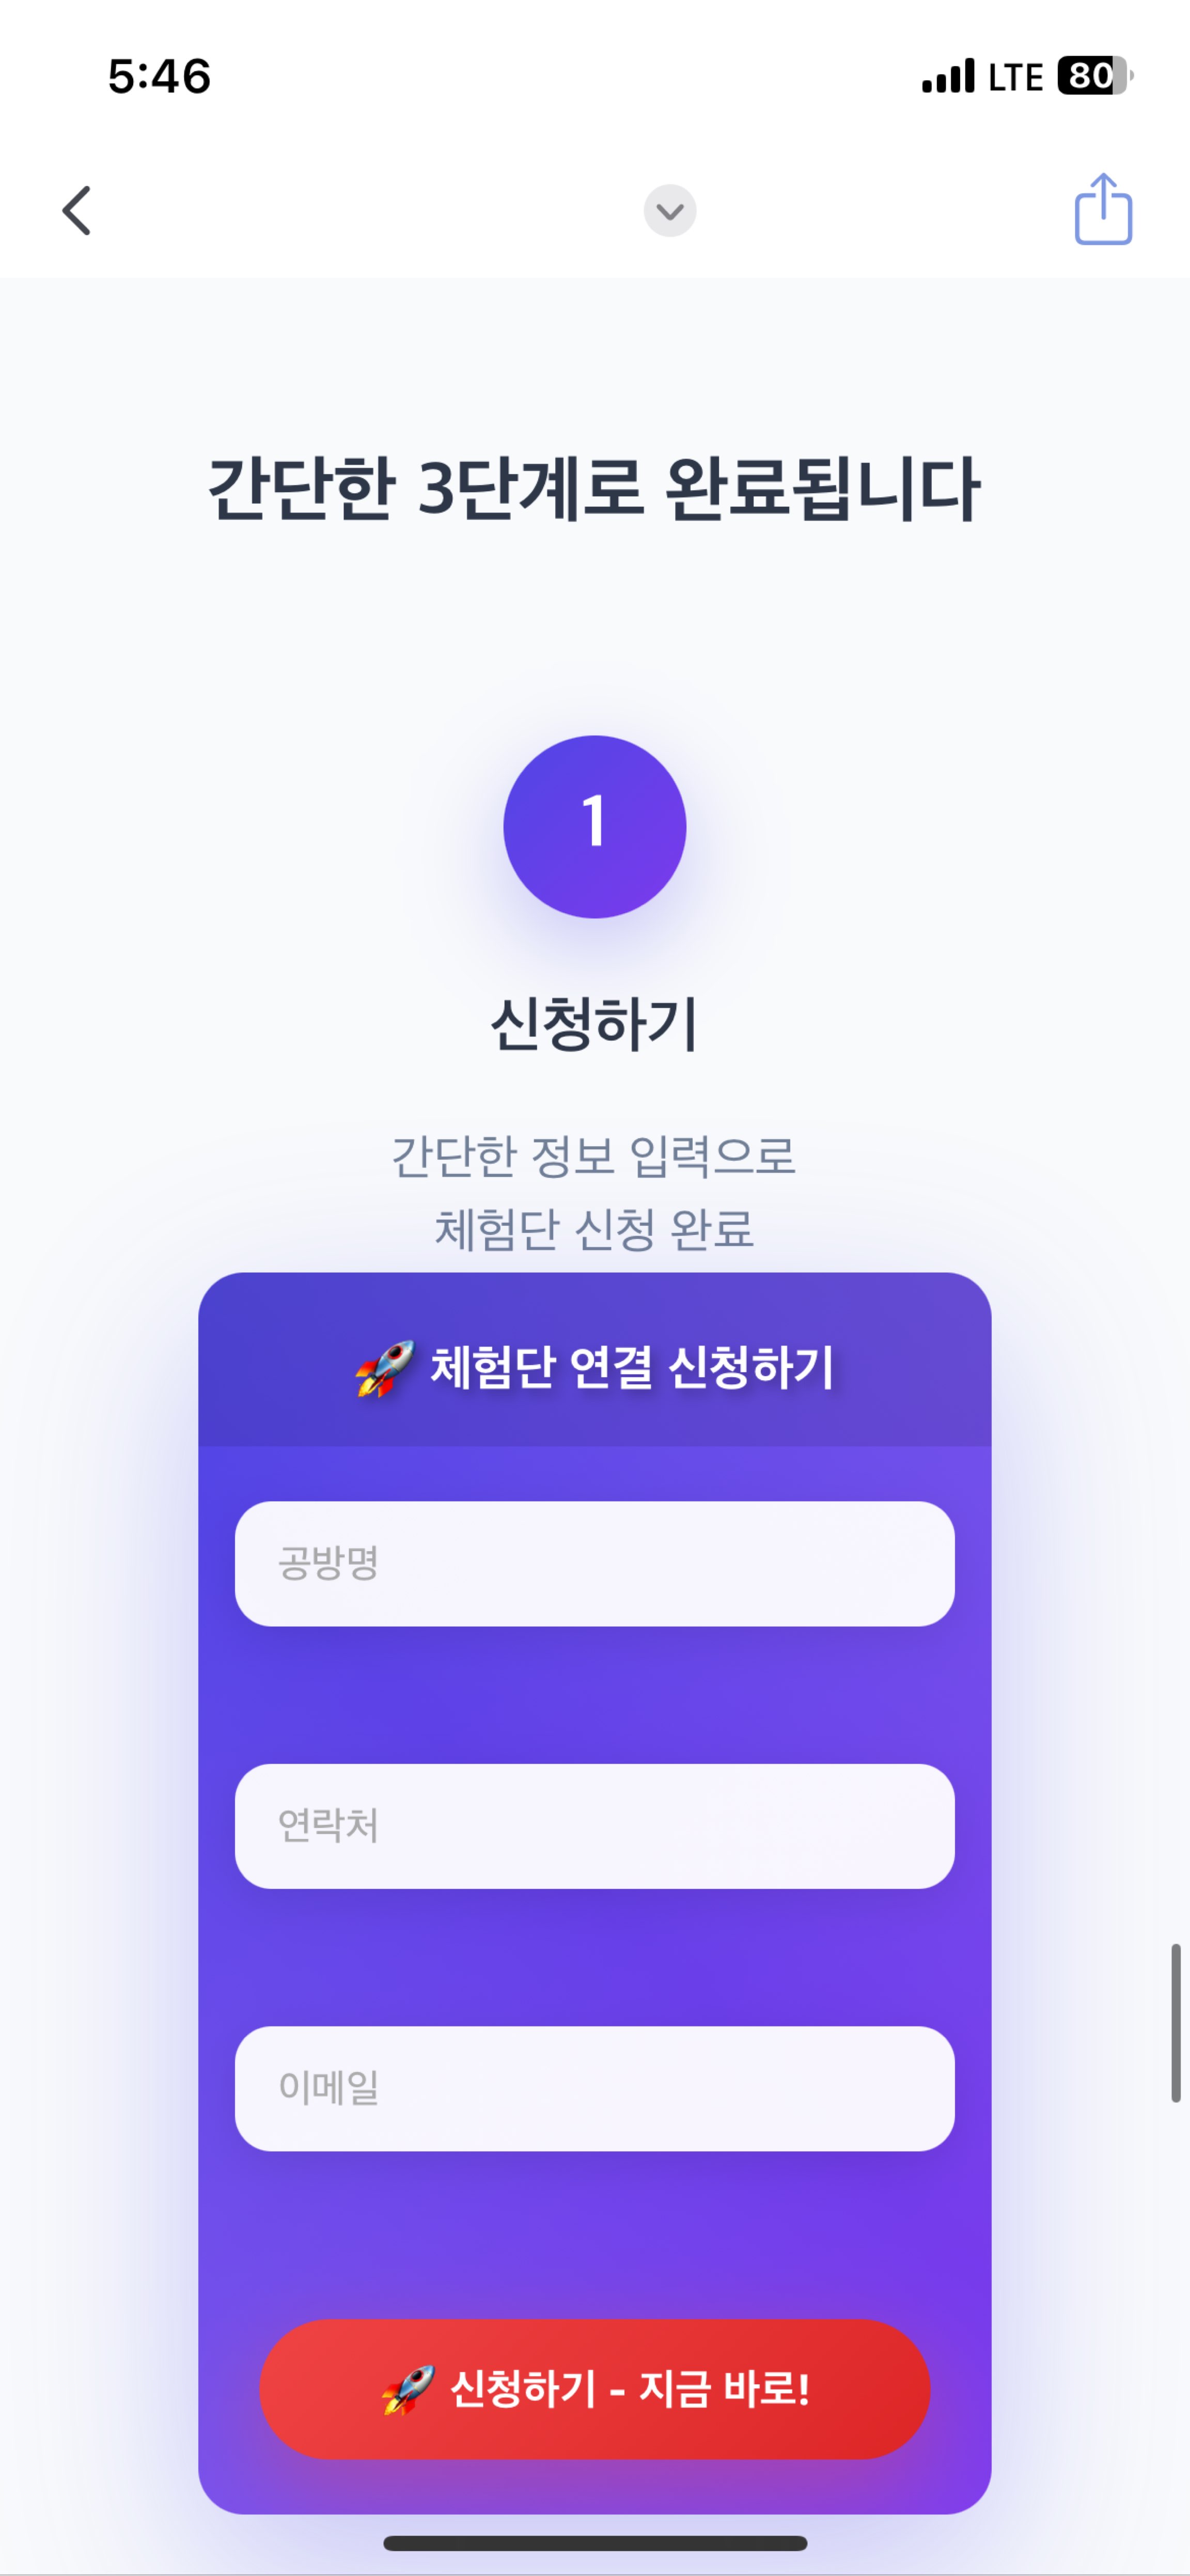 5:46
LTE 80
간단한 3단계로 완료됩니다
1
신청하기
간단한 정보 입력으로
체험단 신청 완료
🚀 체험단 연결 신청하기
공방명
연락처
이메일
🚀 신청하기 - 지금 바로!